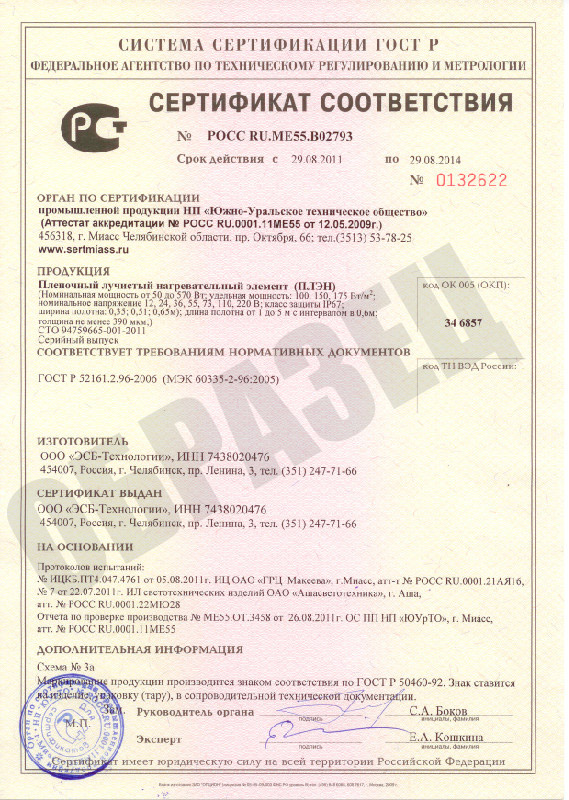 СИСТЕМА СЕРТИФИКАЦИИ ГОСТ Р
ФЕДЕРАЛЬНОЕ АГЕНТСТВО ПО ТЕХНИЧЕСКОМУ РЕГУЛИРОВАНИЮ И МЕТРОЛОГИИ
СЕРТИФИКАТ СООТВЕТСТВИЯ
№ РОСС RU.МЕ55.В02793
Срок действия с 29.08.2011 по 29.08.2014
№ 0132622
ОРГАН ПО СЕРТИФИКАЦИИ
промышленной продукции НП «Южно-Уральское техническое общество»
(Аттестат аккредитации № РОСС RU.0001.11МЕ55 от 12.05.2009г.)
456318, г. Миасс Челябинской области, пр. Октября, 66; тел.(3513) 53-78-25
www.sertmiass.ru
ПРОДУКЦИЯ
Пленочный лучистый нагревательный элемент (ПЛЭН)
(Номинальная мощность от 50 до 570 Вт; удельная мощность: 100, 150, 175 Вт/м²;
номинальное напряжение 12, 24, 36, 55, 73, 110, 220 В; класс защиты IP67;
ширина полотна: 0,35; 0,51; 0,65м); длина полотна от 1 до 5 м с интервалом в 0,6м;
толщина не менее 390 мкм,)
СТО 94759665-001-2011
Серийный выпуск
код ОК 005 (ОКП):
34 6857
СООТВЕТСТВУЕТ ТРЕБОВАНИЯМ НОРМАТИВНЫХ ДОКУМЕНТОВ
код ТН ВЭД России:
ГОСТ Р 52161.2.96-2006 (МЭК 60335-2-96:2005)
ОБРАЗЕЦ
ИЗГОТОВИТЕЛЬ
ООО «ЭСБ-Технологии», ИНН 7438020476
454007, Россия, г. Челябинск, пр. Ленина, 3, тел. (351) 247-71-66
СЕРТИФИКАТ ВЫДАН
ООО «ЭСБ-Технологии», ИНН 7438020476
454007, Россия, г. Челябинск, пр. Ленина, 3, тел. (351) 247-71-66
НА ОСНОВАНИИ
Протоколов испытаний:
№ ИЦКБ.ПТ4.047.4761 от 05.08.2011г. ИЦ ОАО «ГРЦ Макеева», г.Миасс, атт-т № РОСС RU.0001.21АЯ16,
№ 7 от 22.07.2011г. ИЛ светотехнических изделий ОАО «Ашасветотехника», г. Аша,
атт. № РОСС RU.0001.22МЮ28
Отчета по проверке производства № МЕ55.ОТ.3458 от 26.08.2011г. ОС ПП НП «ЮУрТО», г. Миасс,
атт. № РОСС RU.0001.11МЕ55
ДОПОЛНИТЕЛЬНАЯ ИНФОРМАЦИЯ
Схема № 3а
Маркирование продукции производится знаком соответствия по ГОСТ Р 50460-92. Знак ставится
на изделие, упаковку (тару), в сопроводительной технической документации.
Зам.
Руководитель органа
С.А. Боков
М.П.
подпись
инициалы, фамилия
Эксперт
Е.А. Кошкина
подпись
инициалы, фамилия
Сертификат имеет юридическую силу на всей территории Российской Федерации